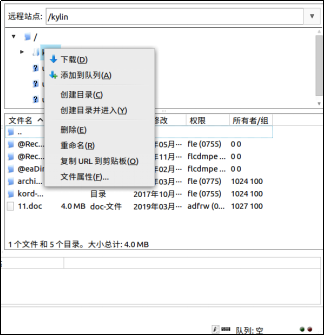 远程站点: /kylin
/
下载(D)
添加到队列(A)
创建目录(C)
创建目录并进入(Y)
删除(E)
重命名(R)
复制 URL 到剪贴板(O)
文件属性(F)...
文件名 修改 权限 所有者/组
..
@Rec... 年05月... fle (0755) 0 0
@Rec... 年11月... flcdmpe ... 0 0
@eaDir 年02月... flcdmpe ... 0 0
archi... 年03月... fle (0755) 1024 100
kord-... 目录 2017年10月... fle (0755) 1024 100
11.doc 4.0 MB doc-文件 2019年03月... adfrw (0... 1027 100
1 个文件 和 5 个目录。大小总计: 4.0 MB
队列: 空